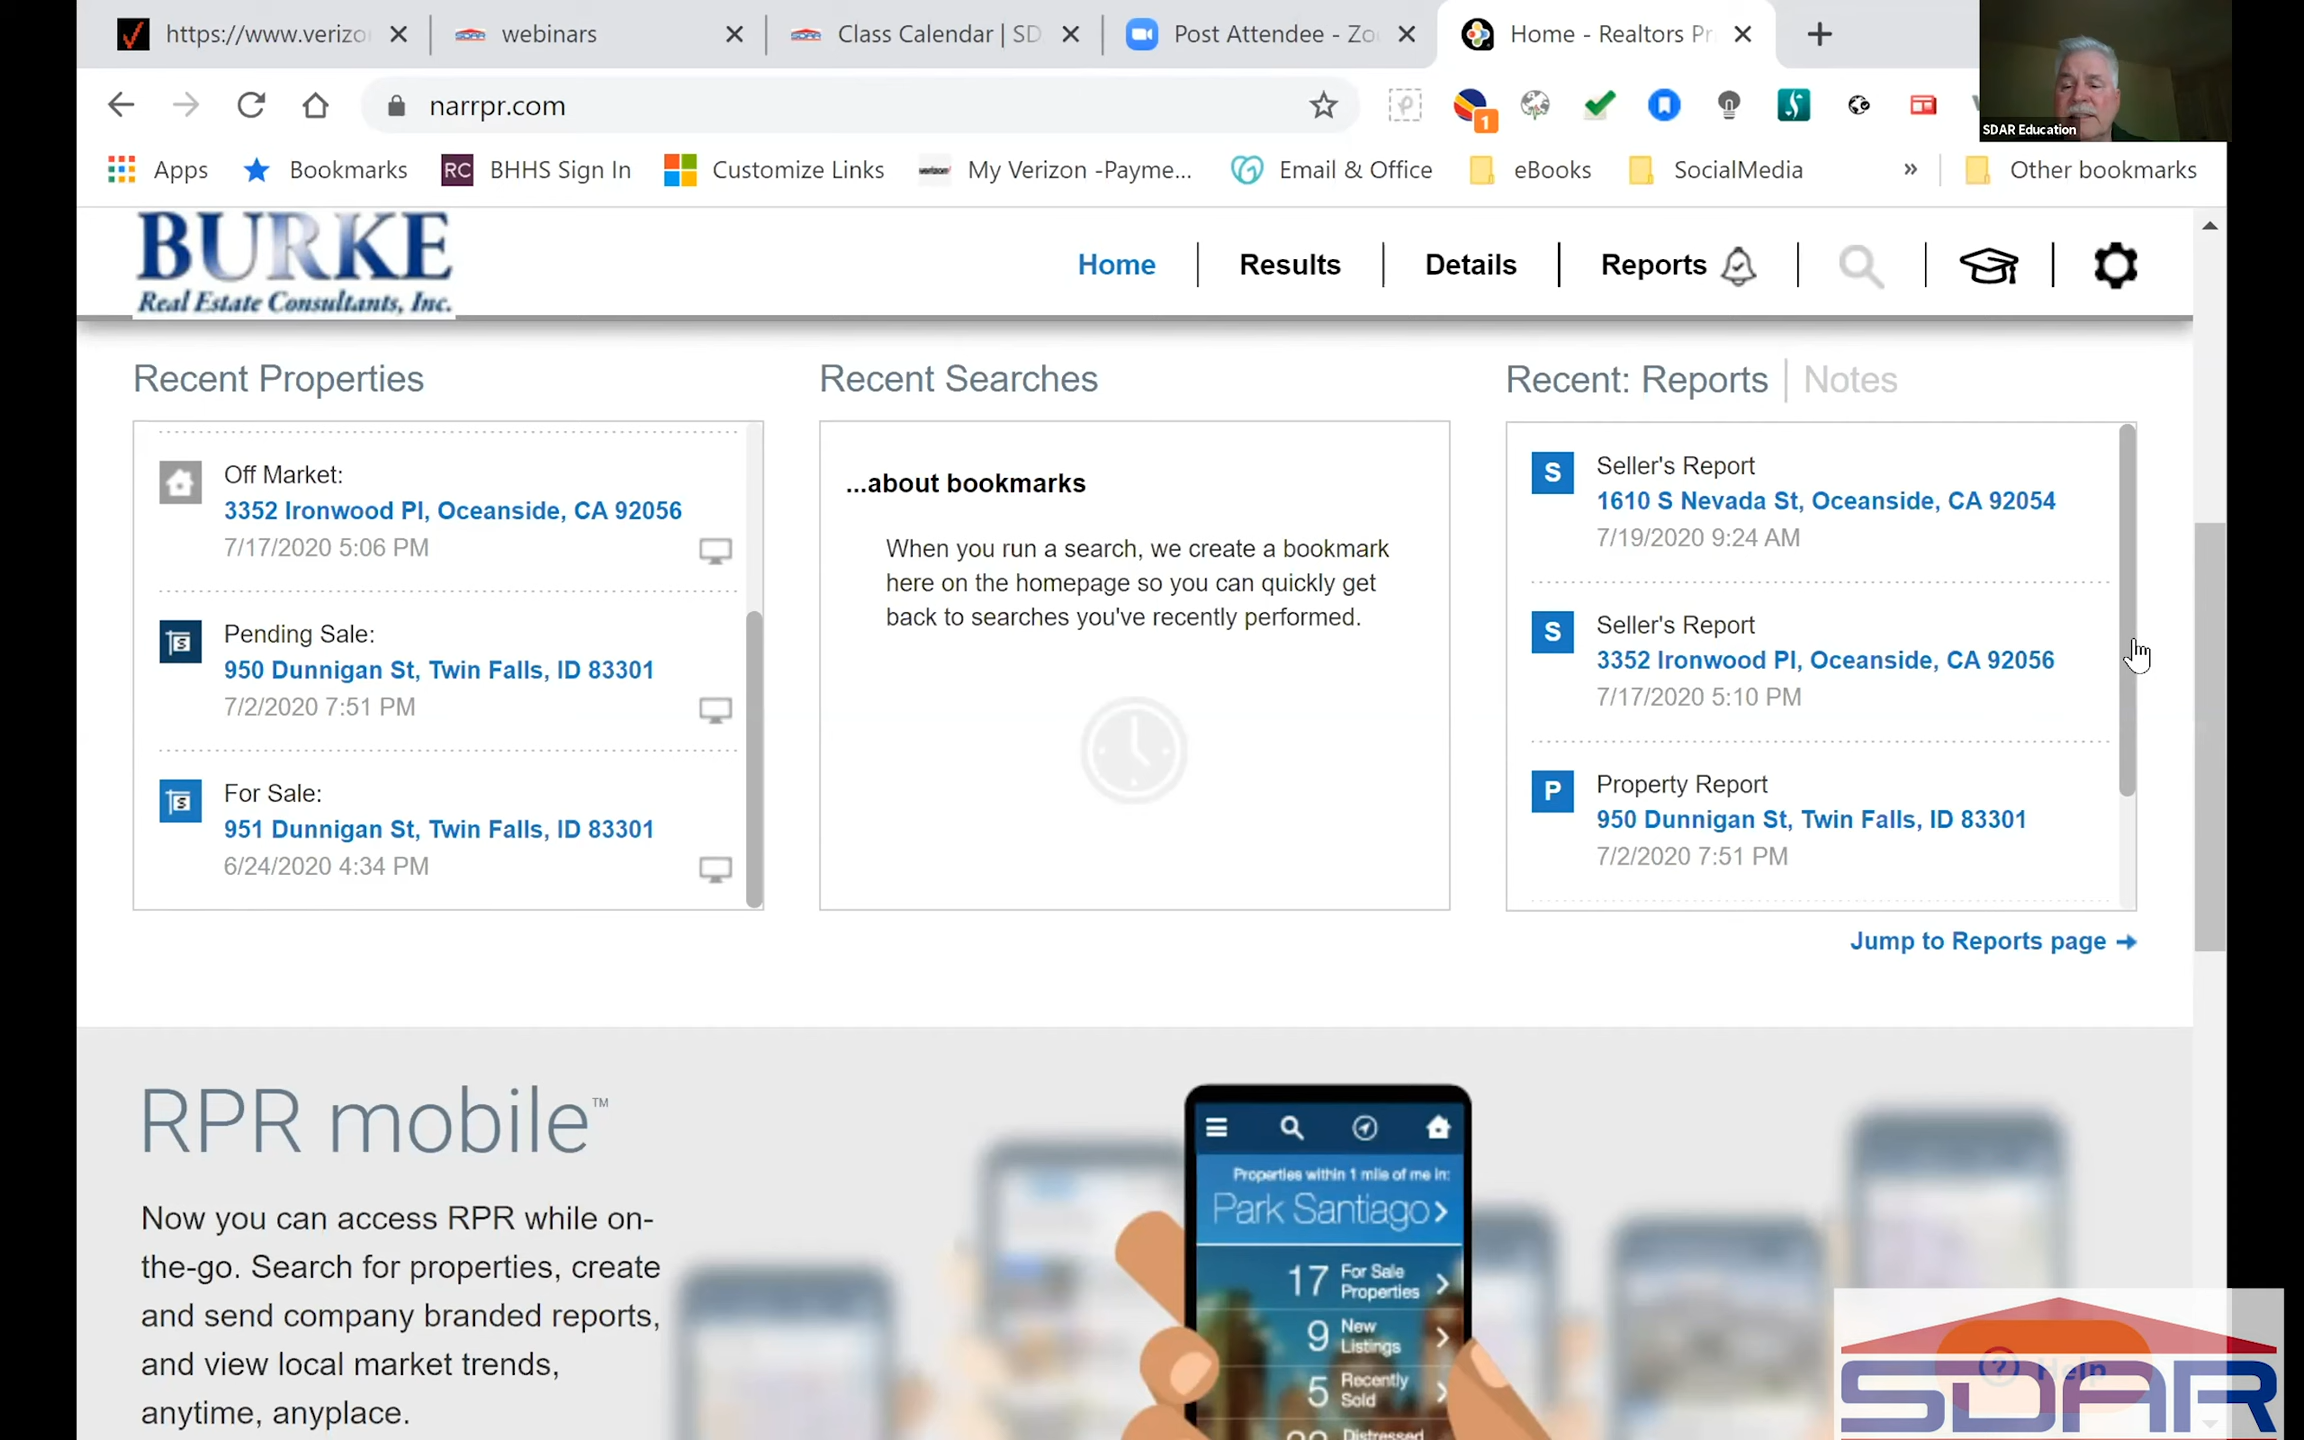 https://www.verizo
webinars
Class Calendar | SD
Post Attendee - Zo
Home - Realtors Pr
narrpr.com
1
SDAR Education
Apps
Bookmarks
RC
BHHS Sign In
Customize Links
verizon
My Verizon -Payme...
Email & Office
eBooks
SocialMedia
»
Other bookmarks
BURKE
Real Estate Consultants, Inc.
Home
Results
Details
Reports
Recent Properties
Off Market:
3352 Ironwood Pl, Oceanside, CA 92056
7/17/2020 5:06 PM
Pending Sale:
950 Dunnigan St, Twin Falls, ID 83301
7/2/2020 7:51 PM
For Sale:
951 Dunnigan St, Twin Falls, ID 83301
6/24/2020 4:34 PM
Recent Searches
...about bookmarks
When you run a search, we create a bookmark
here on the homepage so you can quickly get
back to searches you've recently performed.
Recent: Reports | Notes
S
Seller's Report
1610 S Nevada St, Oceanside, CA 92054
7/19/2020 9:24 AM
S
Seller's Report
3352 Ironwood Pl, Oceanside, CA 92056
7/17/2020 5:10 PM
P
Property Report
950 Dunnigan St, Twin Falls, ID 83301
7/2/2020 7:51 PM
Jump to Reports page
RPR mobile™
Now you can access RPR while on-
the-go. Search for properties, create
and send company branded reports,
and view local market trends,
anytime, anyplace.
Properties within 1 mile of me in:
Park Santiago
17 For Sale Properties
9 New Listings
5 Recently Sold
Distressed
Help
SDAR